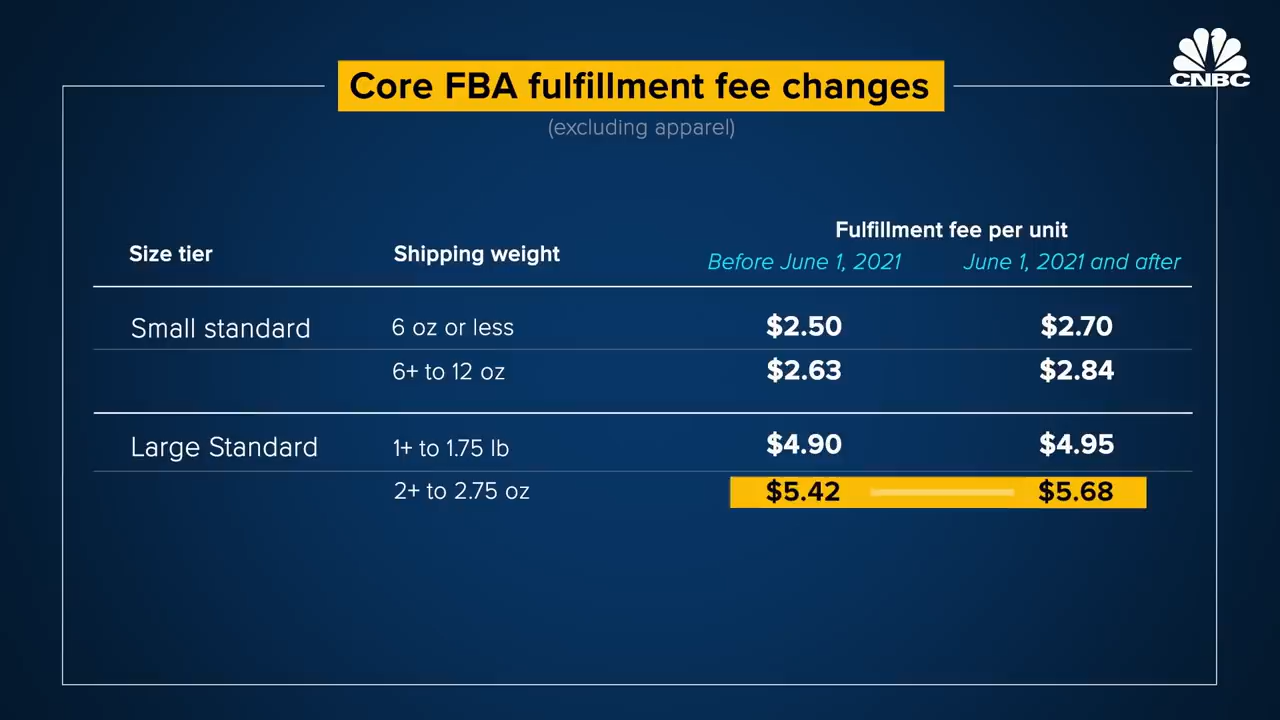 CNBC
Core FBA fulfillment fee changes
(excluding apparel)
Fulfillment fee per unit
Size tier Shipping weight Before June 1, 2021 June 1, 2021 and after
Small standard 6 oz or less $2.50 $2.70
6+ to 12 oz $2.63 $2.84
Large Standard 1+ to 1.75 lb $4.90 $4.95
2+ to 2.75 oz $5.42 $5.68